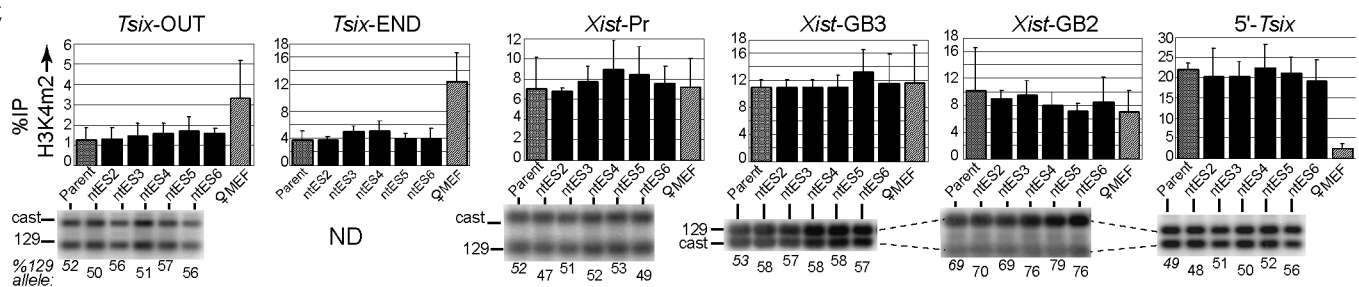 Tsix-OUT
%IP
H3K4m2
6
5
4
3
2
1
0
Parent
ntES2
ntES3
ntES4
ntES5
ntES6
♀MEF
cast
129
%129
allele:
52 50 56 51 57 56
Tsix-END
18
16
12
8
4
0
Parent
ntES2
ntES3
ntES4
ntES5
ntES6
♀MEF
ND
Xist-Pr
12
10
8
6
4
2
0
Parent
ntES2
ntES3
ntES4
ntES5
ntES6
♀MEF
cast
129
52 47 51 52 53 49
Xist-GB3
18
16
12
8
4
0
Parent
ntES2
ntES3
ntES4
ntES5
ntES6
♀MEF
129
cast
53 58 57 58 58 57
Xist-GB2
18
16
12
8
4
0
Parent
ntES2
ntES3
ntES4
ntES5
ntES6
♀MEF
69 70 69 76 79 76
5'-Tsix
30
25
20
15
10
5
0
Parent
ntES2
ntES3
ntES4
ntES5
ntES6
♀MEF
49 48 51 50 52 56